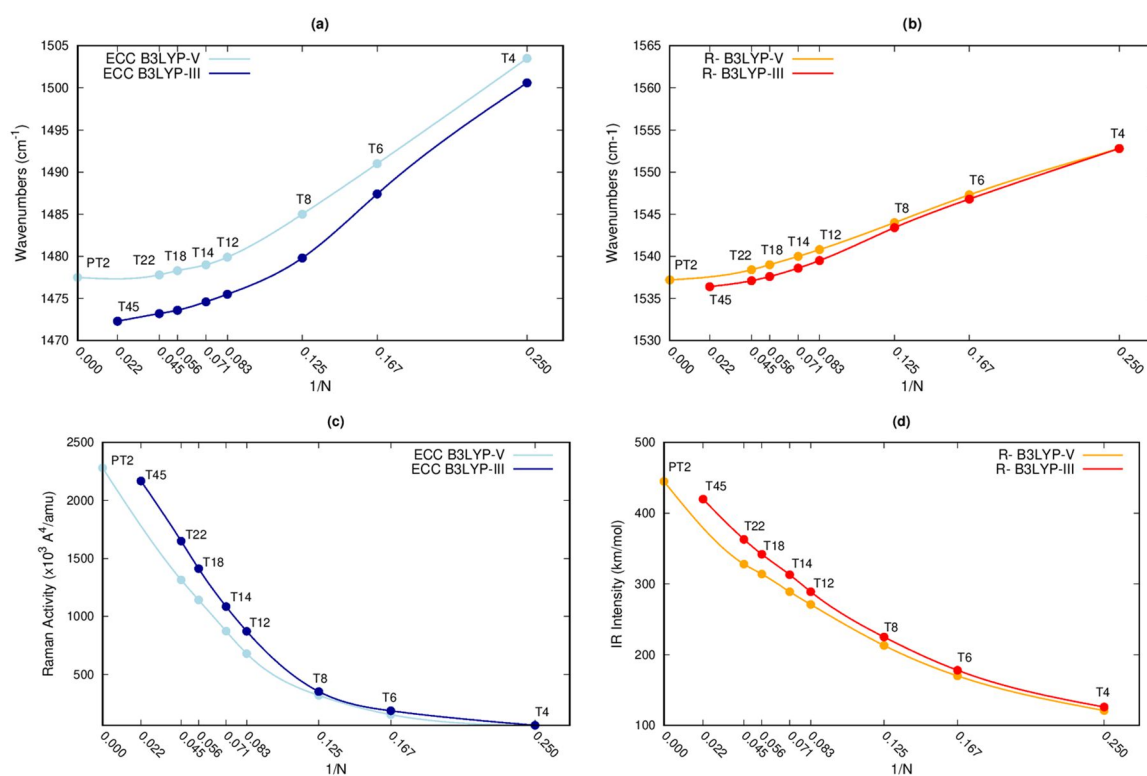 (a)
1505
1500
1495
1490
1485
1480
1475
1470
Wavenumbers (cm-1)
ECC B3LYP-V
ECC B3LYP-III
T4
T6
T8
T12
T14
T18
T22
PT2
T45
0.000
0.022
0.045
0.056
0.071
0.083
0.125
0.167
0.250
1/N
(b)
1565
1560
1555
1550
1545
1540
1535
1530
Wavenumbers (cm-1)
R- B3LYP-V
R- B3LYP-III
T4
T6
T8
T12
T14
T18
T22
PT2
T45
0.000
0.022
0.045
0.056
0.071
0.083
0.125
0.167
0.250
1/N
(c)
2500
2000
1500
1000
500
Raman Activity (x10³ A⁴/amu)
ECC B3LYP-V
ECC B3LYP-III
PT2
T45
T22
T18
T14
T12
T8
T6
T4
0.000
0.022
0.045
0.056
0.071
0.083
0.125
0.167
0.250
1/N
(d)
500
400
300
200
100
IR Intensity (km/mol)
R- B3LYP-V
R- B3LYP-III
PT2
T45
T22
T18
T14
T12
T8
T6
T4
0.000
0.022
0.045
0.056
0.071
0.083
0.125
0.167
0.250
1/N